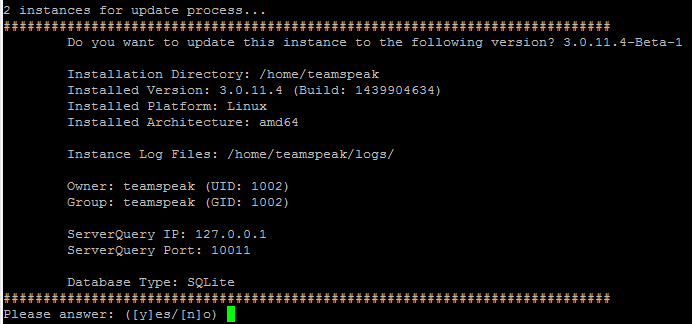 2 instances for update process...
############################################################################
Do you want to update this instance to the following version? 3.0.11.4-Beta-1
Installation Directory: /home/teamspeak
Installed Version: 3.0.11.4 (Build: 1439904634)
Installed Platform: Linux
Installed Architecture: amd64
Instance Log Files: /home/teamspeak/logs/
Owner: teamspeak (UID: 1002)
Group: teamspeak (GID: 1002)
ServerQuery IP: 127.0.0.1
ServerQuery Port: 10011
Database Type: SQLite
############################################################################
Please answer: ([y]es/[n]o)